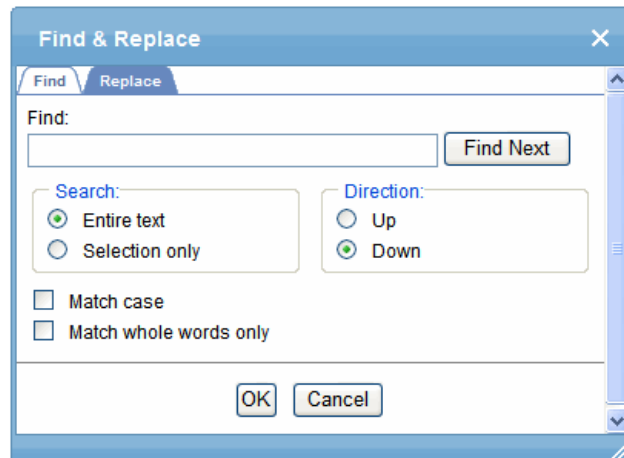 Find & Replace
Find Replace
Find:
Find Next
Search: Direction:
Entire text Up
Selection only Down
Match case
Match whole words only
OK Cancel